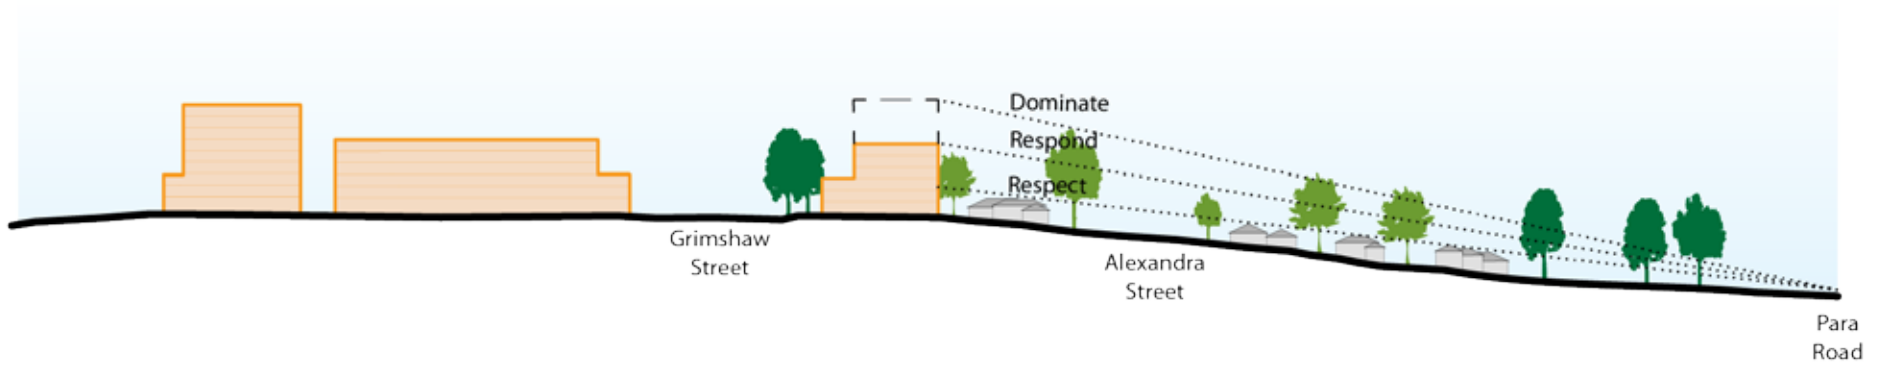 Dominate
Respond
Respect
Grimshaw
Street
Alexandra
Street
Para
Road